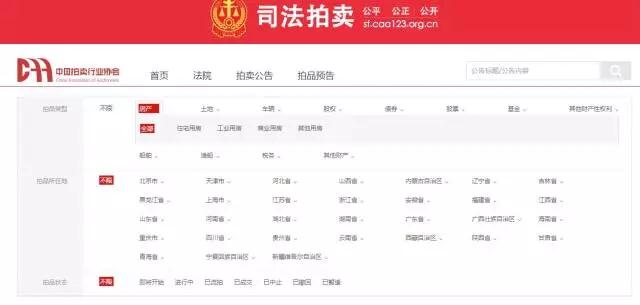 司法拍卖
公平 公正 公开
sf.caa123.org.cn
中国拍卖行业协会
China Association of Auctioneers
首页 法院 拍卖公告 拍品预告
公告标题/公告内容
拍品类型 不限 房产 土地 车辆 股权 债券 股票 基金 其他财产性权利
全部 住宅用房 工业用房 商业用房 其他用房
船舶 渔船 税务 其他财产
拍品所在地 不限 北京市 天津市 河北省 山西省 内蒙古自治区 辽宁省 吉林省
黑龙江省 上海市 江苏省 浙江省 安徽省 福建省 江西省
山东省 河南省 湖北省 湖南省 广东省 广西壮族自治区 海南省
重庆市 四川省 贵州省 云南省 西藏自治区 陕西省 甘肃省
青海省 宁夏回族自治区 新疆维吾尔自治区
拍品状态 不限 即将开始 进行中 已流拍 已成交 已中止 已撤回 已暂缓